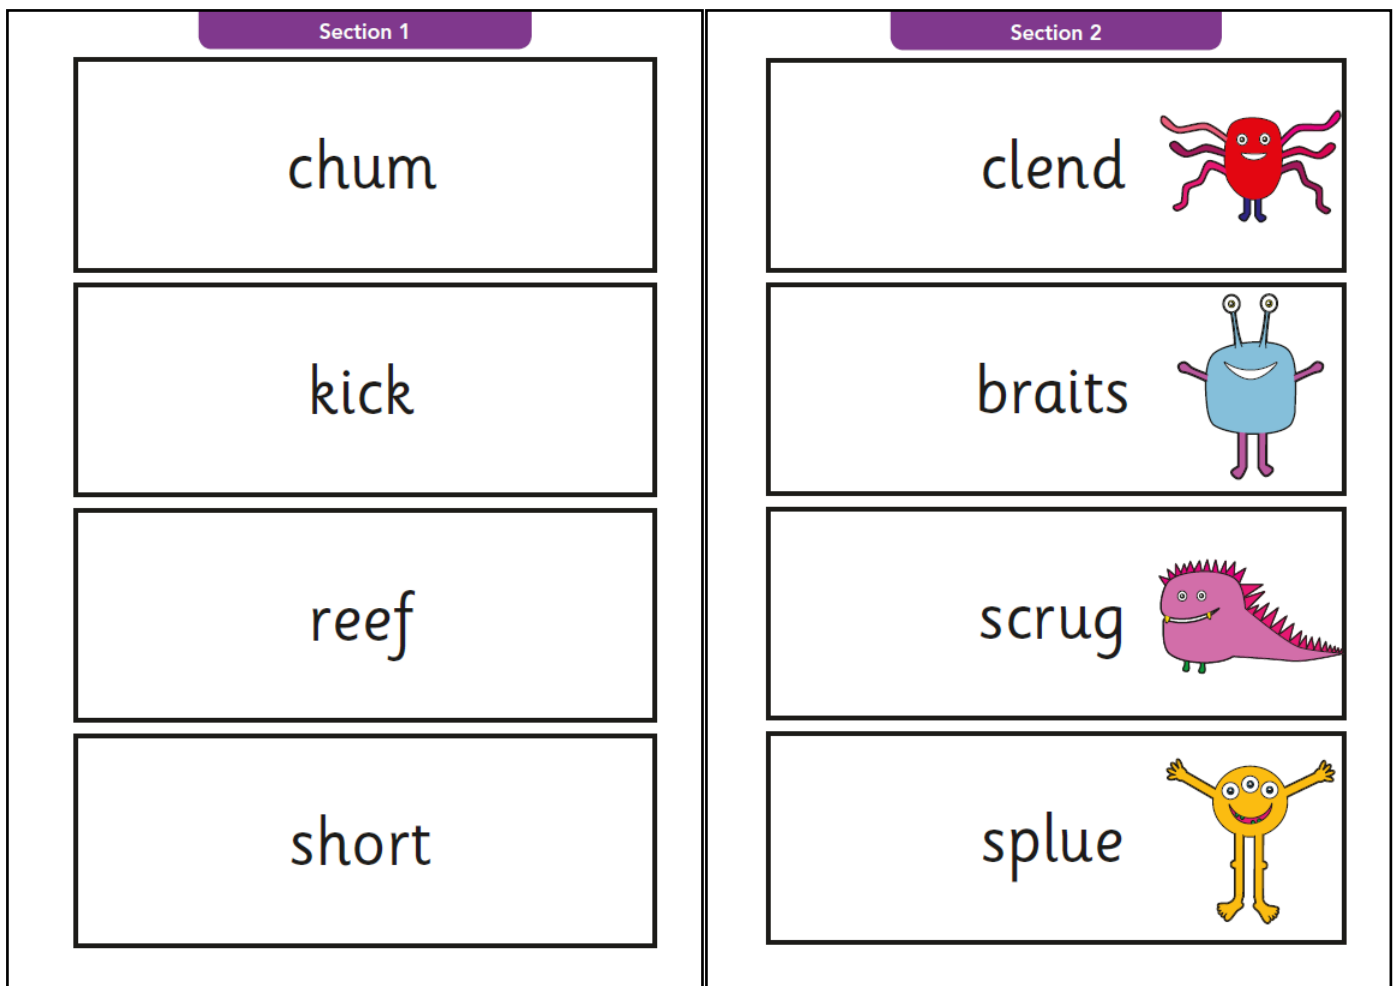 Section 1
chum
kick
reef
short
Section 2
clend
braits
scrug
splue